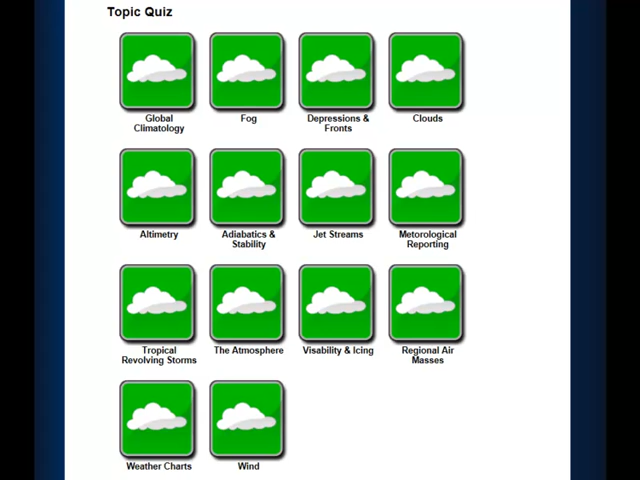 Topic Quiz
Global
Climatology
Fog
Depressions &
Fronts
Clouds
Altimetry
Adiabatics &
Stability
Jet Streams
Metorological
Reporting
Tropical
Revolving Storms
The Atmosphere
Visability & Icing
Regional Air
Masses
Weather Charts
Wind